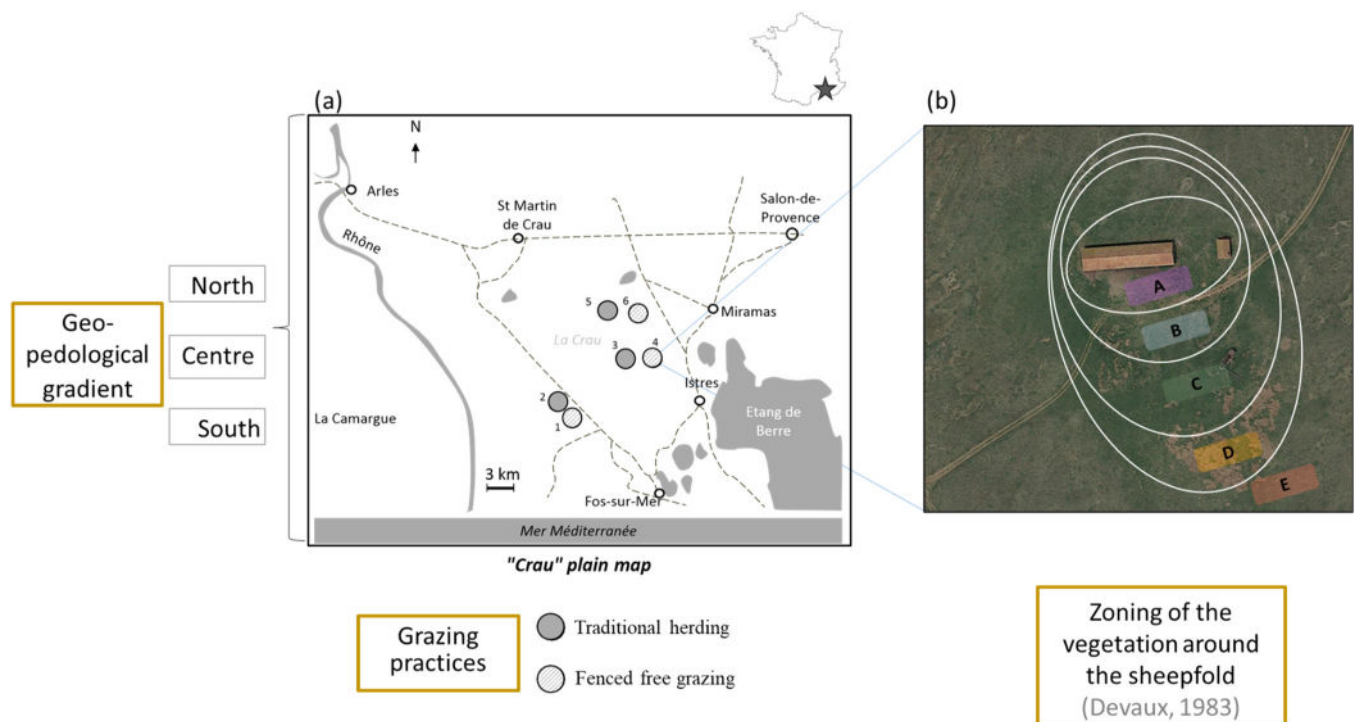 (a)
(b)
N
Arles
St Martin
de Crau
Salon-de-
Provence
Rhône
North
Geo-
pedological
gradient
Centre
South
5
6
Miramas
La Crau
3
4
2
1
Istres
La Camargue
Etang de
Berre
3 km
Fos-sur-Mer
Mer Méditerranée
"Crau" plain map
A
B
C
D
E
Grazing
practices
Traditional herding
Fenced free grazing
Zoning of the
vegetation around
the sheepfold
(Devaux, 1983)